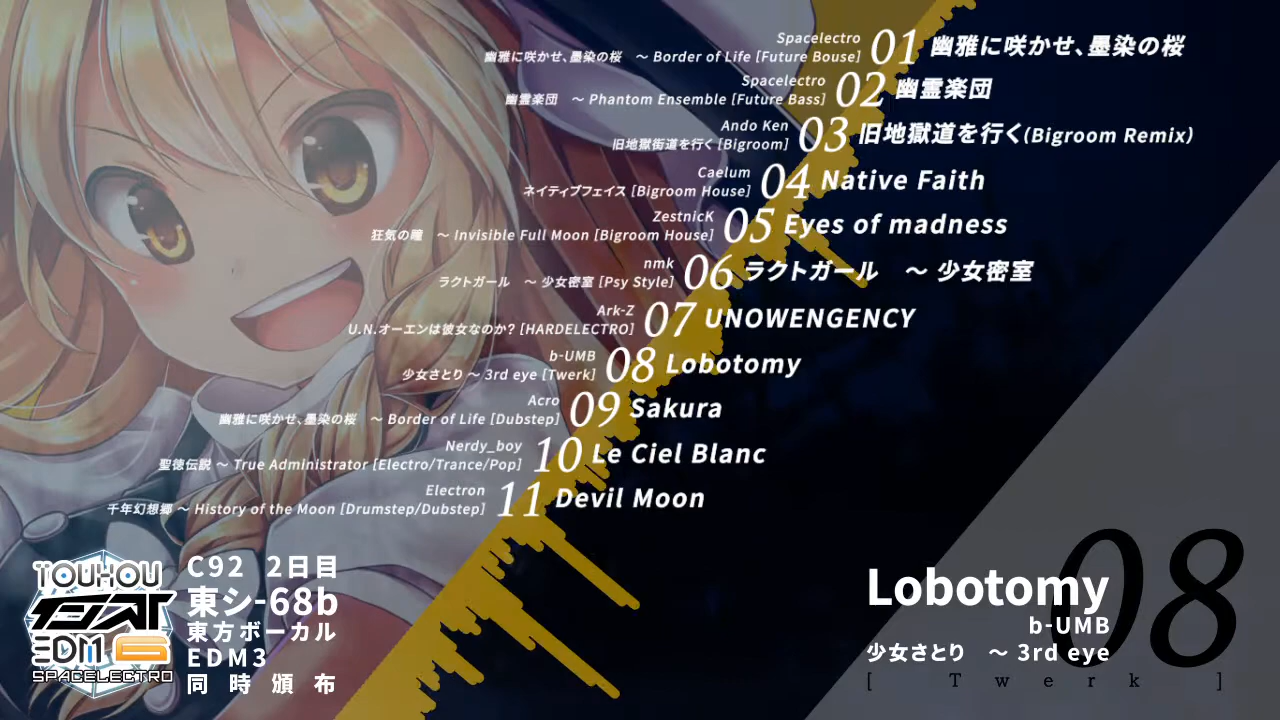 Spacelectro
幽雅に咲かせ、墨染の桜　～ Border of Life [Future Bouse]
01 幽雅に咲かせ、墨染の桜
Spacelectro
幽霊楽団　～ Phantom Ensemble [Future Bass]
02 幽霊楽団
Ando Ken
旧地獄街道を行く [Bigroom]
03 旧地獄道を行く(Bigroom Remix)
Caelum
ネイティブフェイス [Bigroom House]
04 Native Faith
ZestnicK
狂気の瞳　～ Invisible Full Moon [Bigroom House]
05 Eyes of madness
nmk
ラクトガール　～ 少女密室 [Psy Style]
06 ラクトガール　～ 少女密室
Ark-Z
U.N.オーエンは彼女なのか? [HARDELECTRO]
07 UNOWENGENCY
b-UMB
少女さとり ～ 3rd eye [Twerk]
08 Lobotomy
Acro
幽雅に咲かせ、墨染の桜　～ Border of Life [Dubstep]
09 Sakura
Nerdy_boy
聖徳伝説 ～ True Administrator [Electro/Trance/Pop]
10 Le Ciel Blanc
Electron
千年幻想郷 ～ History of the Moon [Drumstep/Dubstep]
11 Devil Moon
TOUHOU
EDM 6
SPACELECTRO
C92 2日目
東シ-68b
東方ボーカル
EDM3
同時頒布
08
Lobotomy
b-UMB
少女さとり　～ 3rd eye
[ Twerk ]